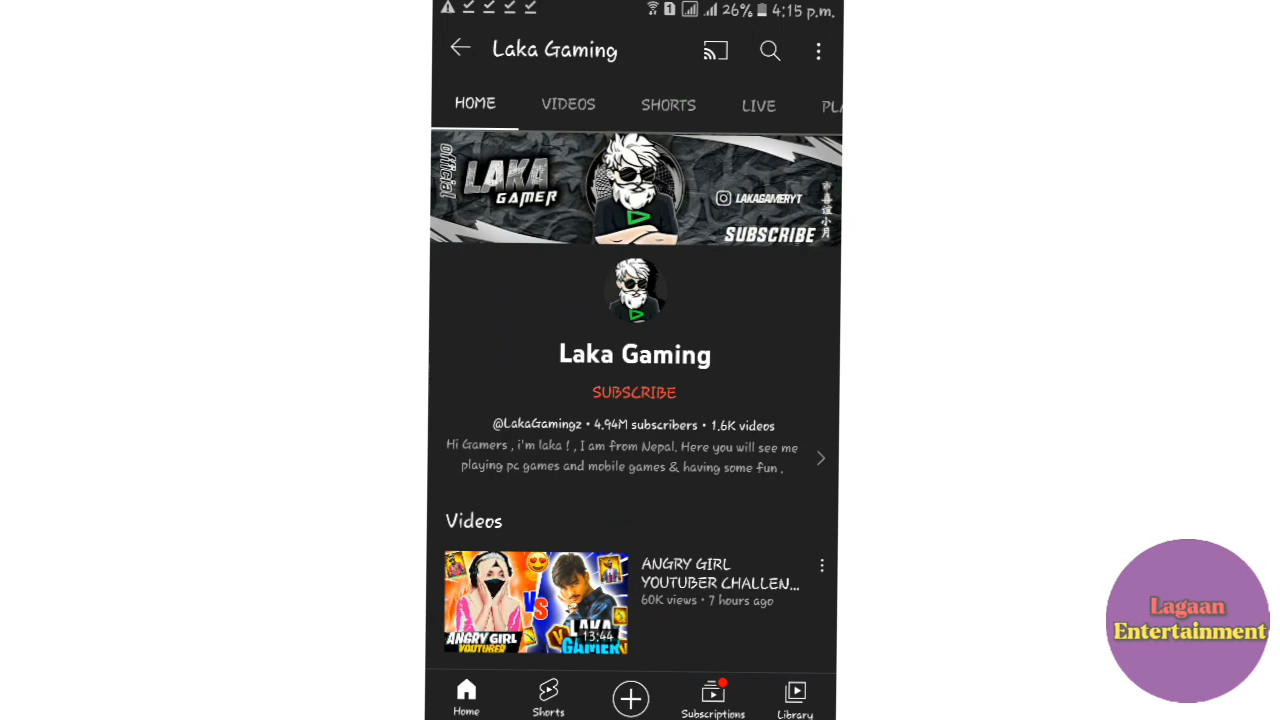 26% 4:15 p.m.
Laka Gaming
HOME VIDEOS SHORTS LIVE PLA
Official
LAKA
GAMER
LAKAGAMERYT
SUBSCRIBE
Laka Gaming
SUBSCRIBE
@LakaGamingz • 4.94M subscribers • 1.6K videos
Hi Gamers , i'm laka ! , I am from Nepal. Here you will see me
playing pc games and mobile games & having some fun .
Videos
ANGRY GIRL
YOUTUBER CHALLEN...
60K views • 7 hours ago
VS
13:44
ANGRY GIRL
YOUTUBER
LAKA
GAMER
Home Shorts Subscriptions Library
Lagaan
Entertainment